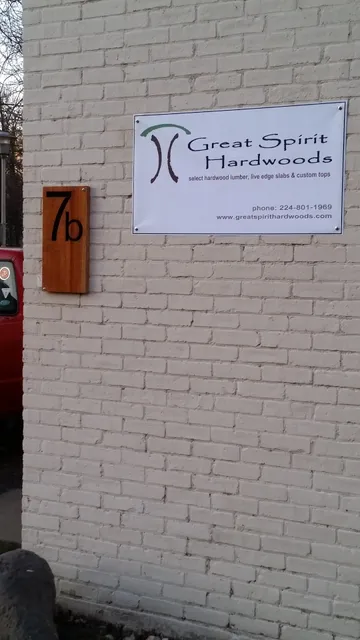 Great Spirit
Hardwoods
select hardwood lumber, live edge slabs & custom tops
phone: 224-801-1969
www.greatspirithardwoods.com
7b